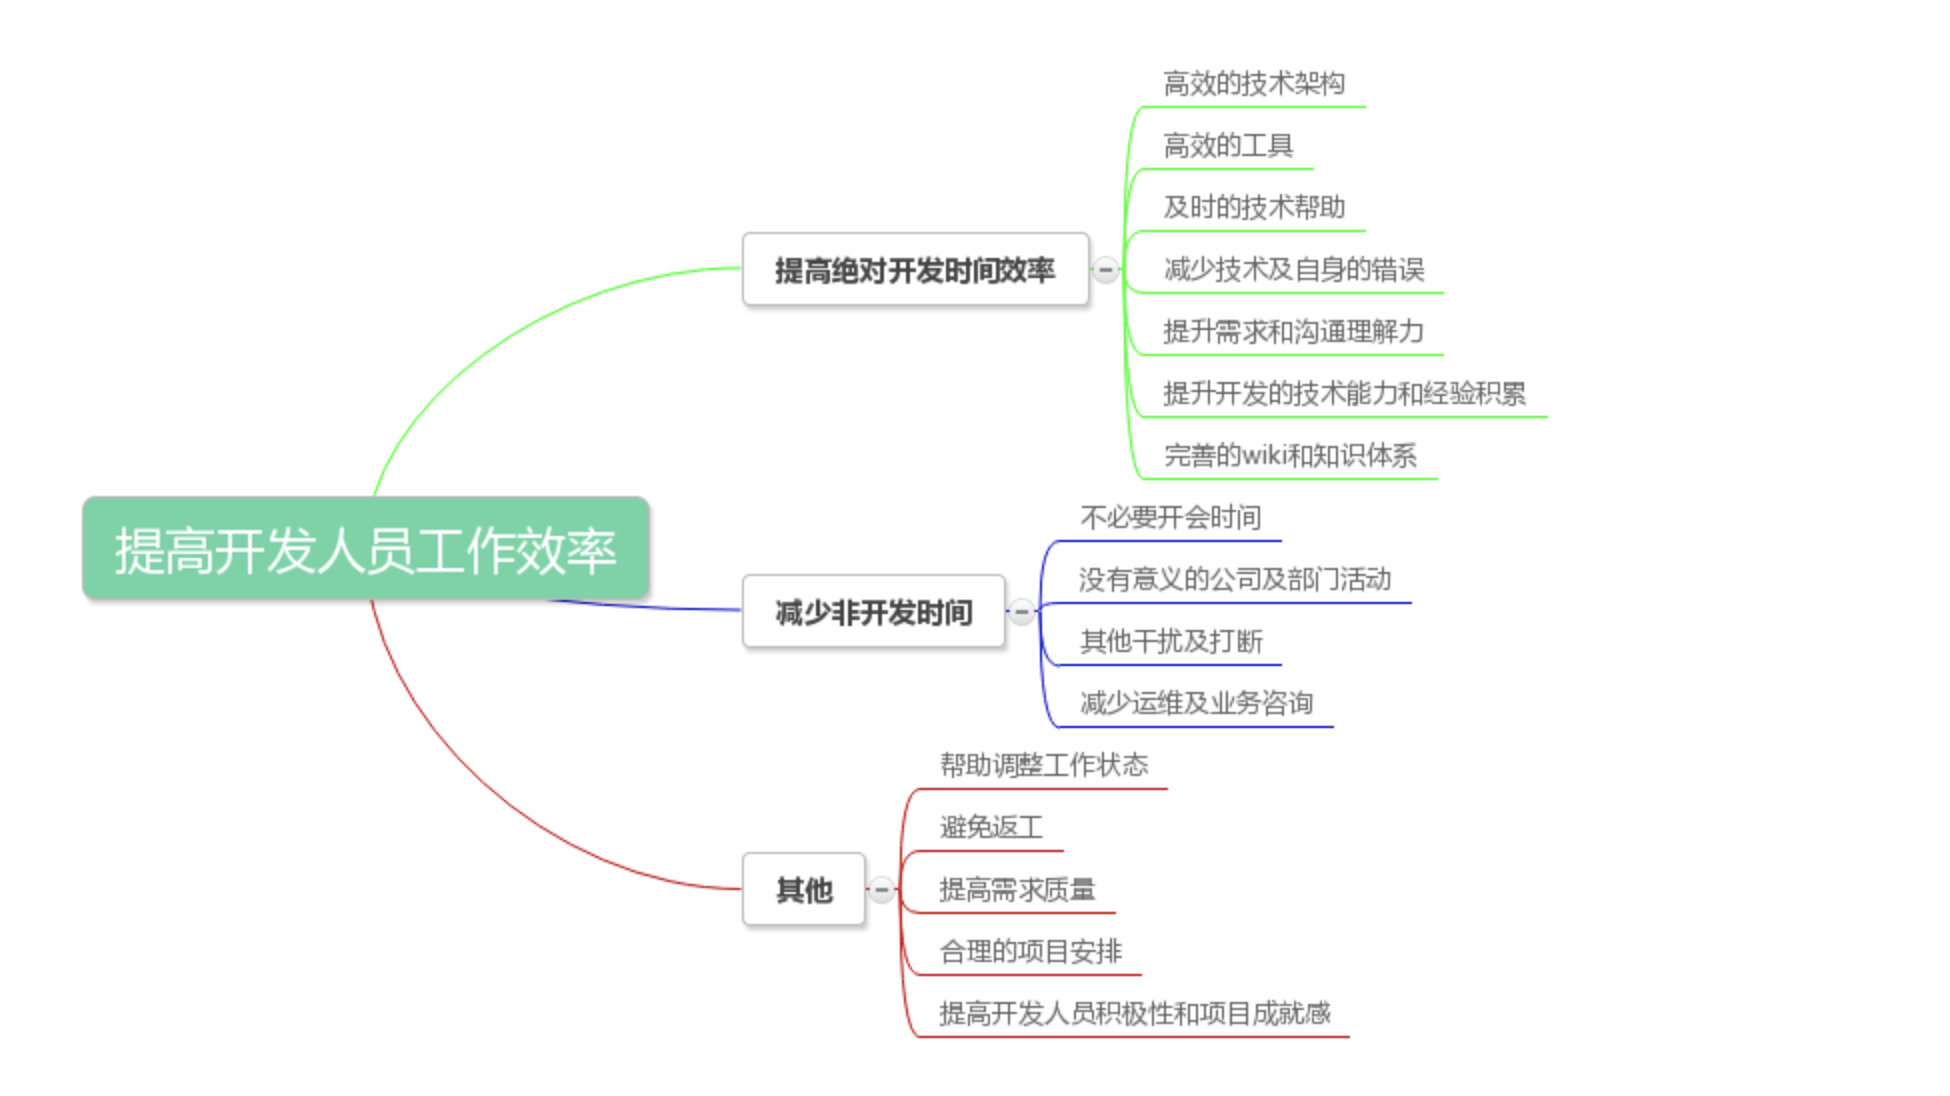 提高开发人员工作效率
提高绝对开发时间效率
高效的技术架构
高效的工具
及时的技术帮助
减少技术及自身的错误
提升需求和沟通理解力
提升开发的技术能力和经验积累
完善的wiki和知识体系
减少非开发时间
不必要开会时间
没有意义的公司及部门活动
其他干扰及打断
减少运维及业务咨询
其他
帮助调整工作状态
避免返工
提高需求质量
合理的项目安排
提高开发人员积极性和项目成就感